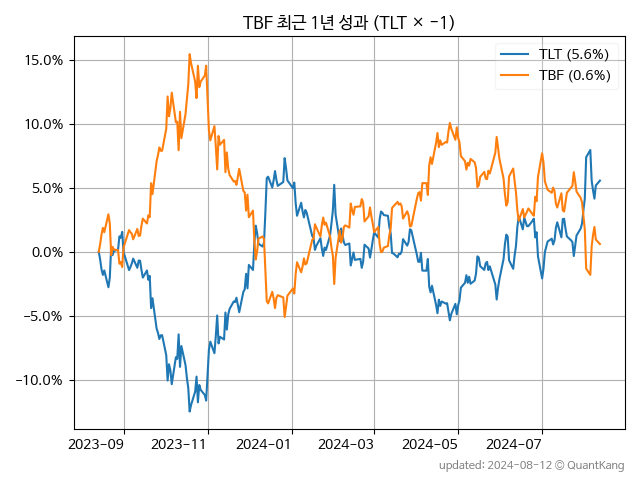 TBF 최근 1년 성과 (TLT × −1)
TLT (5.6%)
TBF (0.6%)
15.0%
10.0%
5.0%
0.0%
−5.0%
−10.0%
2023−09 2023−11 2024−01 2024−03 2024−05 2024−07
updated: 2024-08-12 © QuantKang